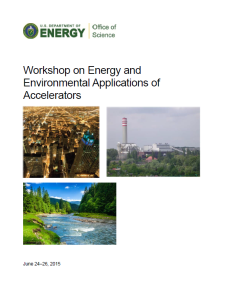 U.S. DEPARTMENT OF
ENERGY
Office of
Science
Workshop on Energy and
Environmental Applications of
Accelerators
June 24–26, 2015